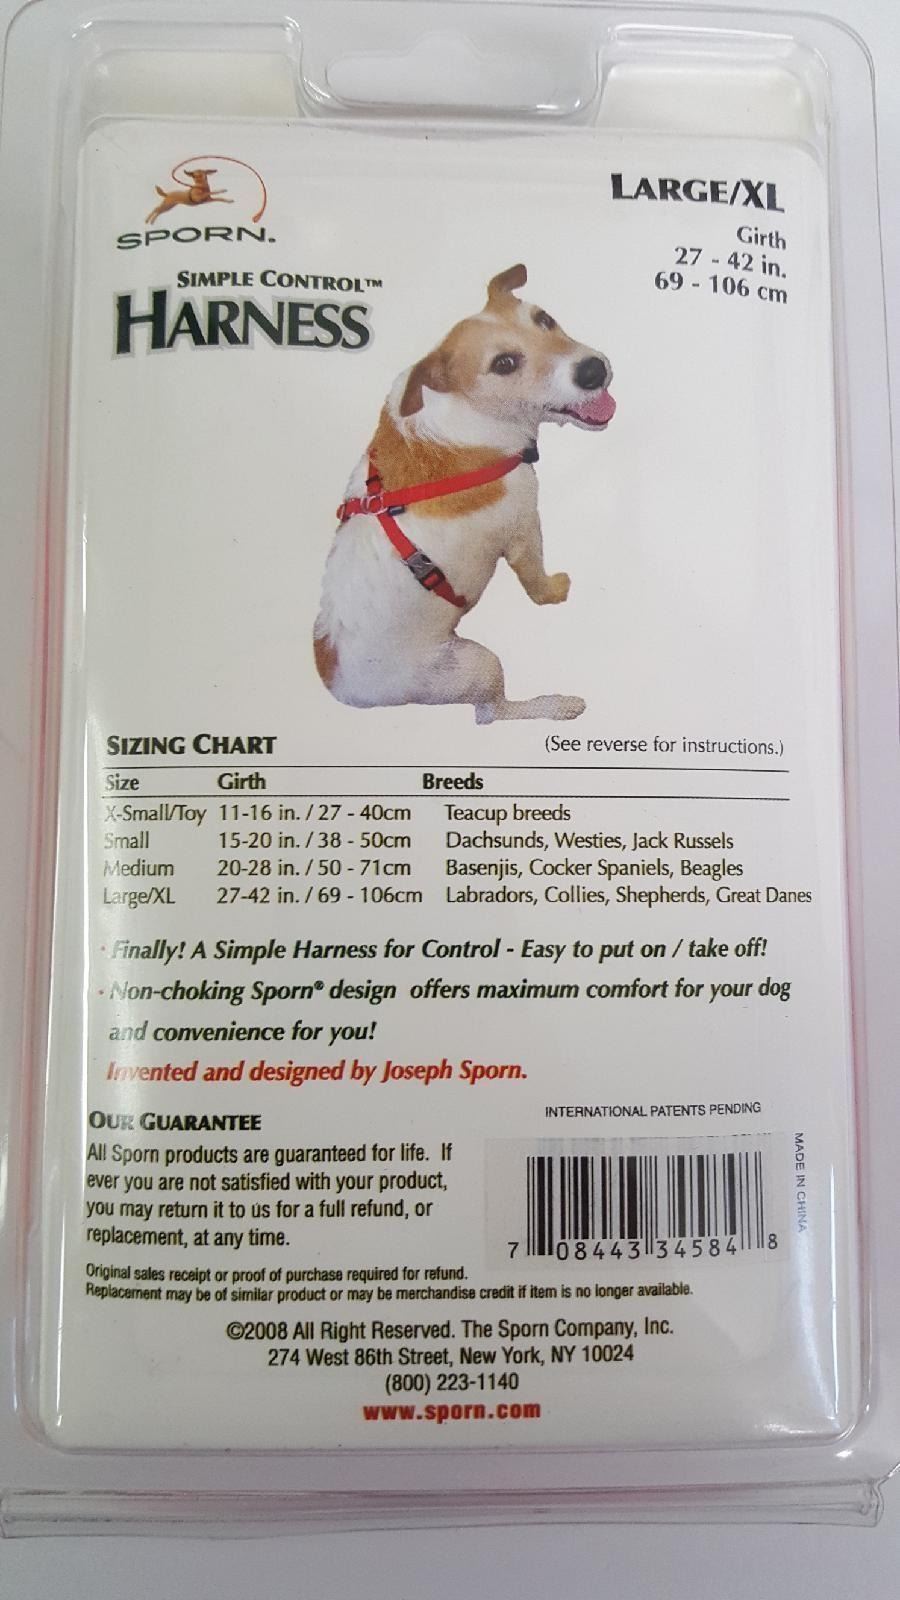 SPORN.
SIMPLE CONTROL™
HARNESS
LARGE/XL
Girth
27 - 42 in.
69 - 106 cm
SIZING CHART (See reverse for instructions.)
Size Girth Breeds
X-Small/Toy 11-16 in. / 27 - 40cm Teacup breeds
Small 15-20 in. / 38 - 50cm Dachsunds, Westies, Jack Russels
Medium 20-28 in. / 50 - 71cm Basenjis, Cocker Spaniels, Beagles
Large/XL 27-42 in. / 69 - 106cm Labradors, Collies, Shepherds, Great Danes
· Finally! A Simple Harness for Control - Easy to put on / take off!
· Non-choking Sporn® design offers maximum comfort for your dog
and convenience for you!
Invented and designed by Joseph Sporn.
OUR GUARANTEE
All Sporn products are guaranteed for life. If
ever you are not satisfied with your product,
you may return it to us for a full refund, or
replacement, at any time.
INTERNATIONAL PATENTS PENDING
MADE IN CHINA
7 08443 34584 8
Original sales receipt or proof of purchase required for refund.
Replacement may be of similar product or may be merchandise credit if item is no longer available.
©2008 All Right Reserved. The Sporn Company, Inc.
274 West 86th Street, New York, NY 10024
(800) 223-1140
www.sporn.com